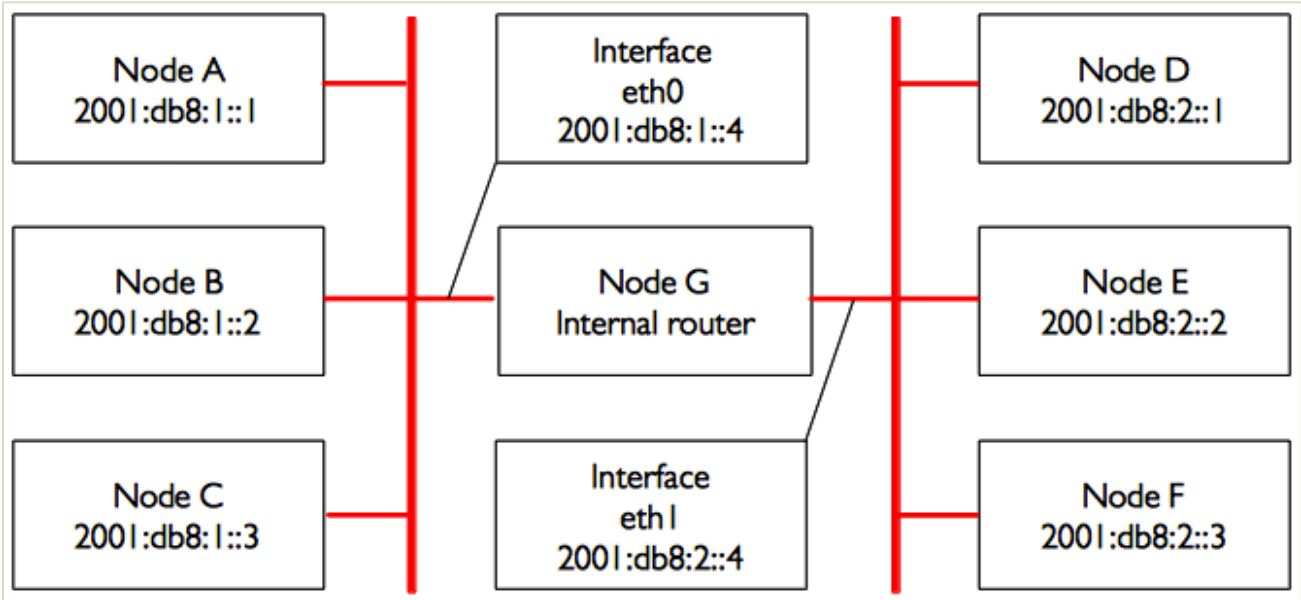 Node A
2001:db8:1::1
Interface
eth0
2001:db8:1::4
Node D
2001:db8:2::1
Node B
2001:db8:1::2
Node G
Internal router
Node E
2001:db8:2::2
Node C
2001:db8:1::3
Interface
eth1
2001:db8:2::4
Node F
2001:db8:2::3